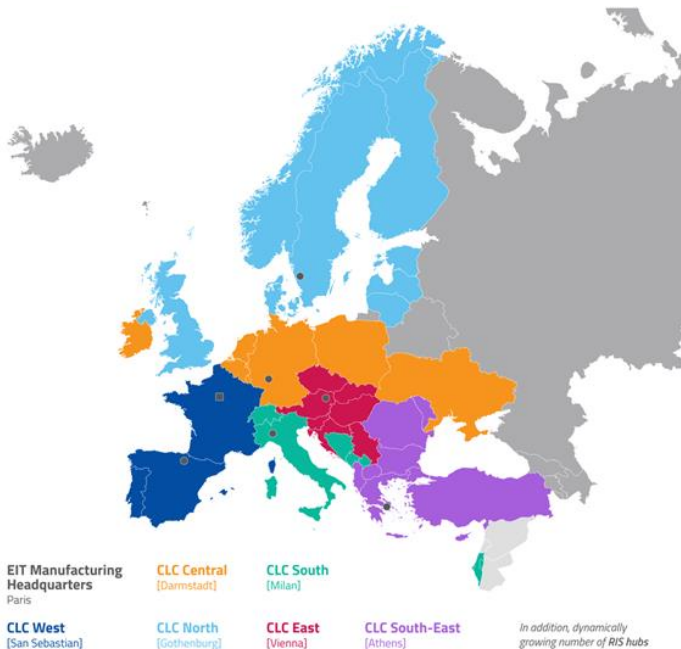 EIT Manufacturing
Headquarters
Paris
CLC Central
[Darmstadt]
CLC South
[Milan]
CLC West
[San Sebastian]
CLC North
[Gothenburg]
CLC East
[Vienna]
CLC South-East
[Athens]
In addition, dynamically
growing number of RIS hubs